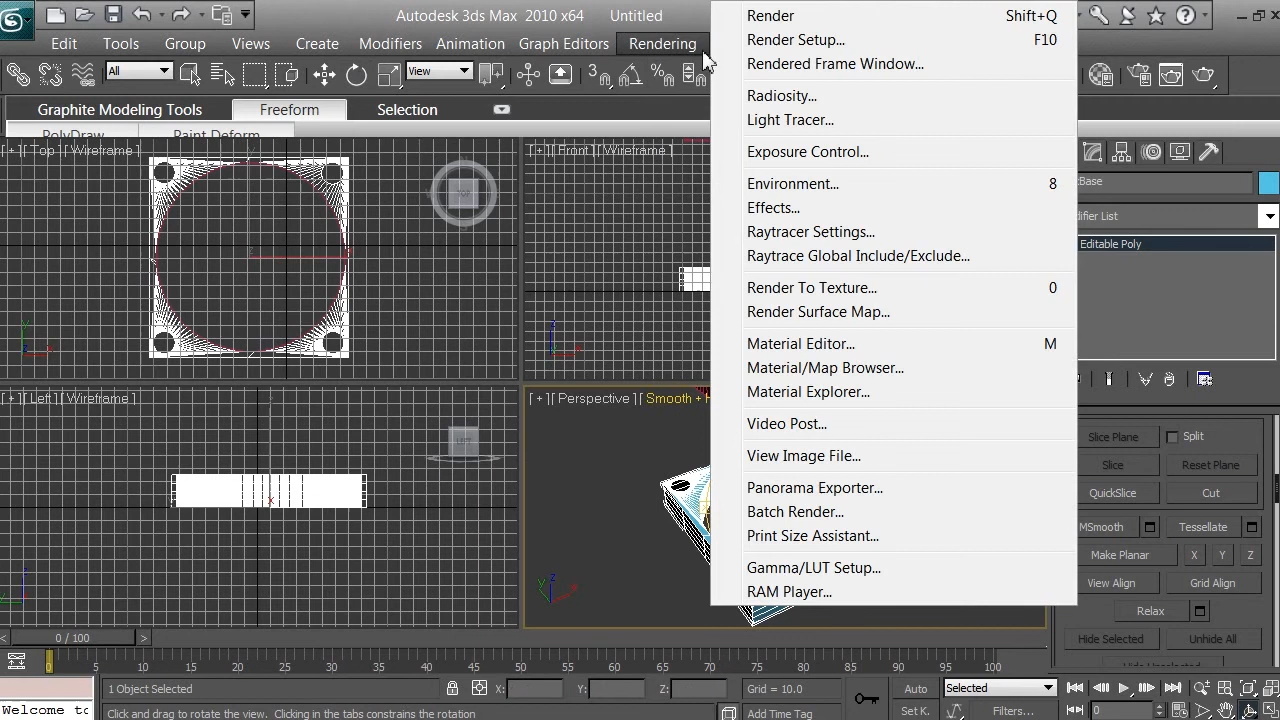 Autodesk 3ds Max 2010 x64 Untitled
Edit Tools Group Views Create Modifiers Animation Graph Editors Rendering
All
View
Graphite Modeling Tools Freeform Selection
PolyDraw Paint Deform
[ + ] [ Top ] [ Wireframe ]
TOP
[ + ] [ Front ] [ Wireframe ]
[ + ] [ Left ] [ Wireframe ]
LEFT
[ + ] [ Perspective ] [ Smooth +
Render Shift+Q
Render Setup... F10
Rendered Frame Window...
Radiosity...
Light Tracer...
Exposure Control...
Environment... 8
Effects...
Raytracer Settings...
Raytrace Global Include/Exclude...
Render To Texture... 0
Render Surface Map...
Material Editor... M
Material/Map Browser...
Material Explorer...
Video Post...
View Image File...
Panorama Exporter...
Batch Render...
Print Size Assistant...
Gamma/LUT Setup...
RAM Player...
Base
difier List
Editable Poly
Slice Plane Split
Slice Reset Plane
QuickSlice Cut
MSmooth Tessellate
Make Planar X Y Z
View Align Grid Align
Relax
Hide Selected Unhide All
Hide Unselected
< 0 / 100 >
0 5 10 15 20 25 30 35 40 45 50 55 60 65 70 75 80 85 90 95 100
1 Object Selected X: Y: Z: Grid = 10.0 Auto Selected
Welcome to Click and drag to rotate the view. Clicking in the tabs constrains the rotation Add Time Tag Set K. Filters... 0